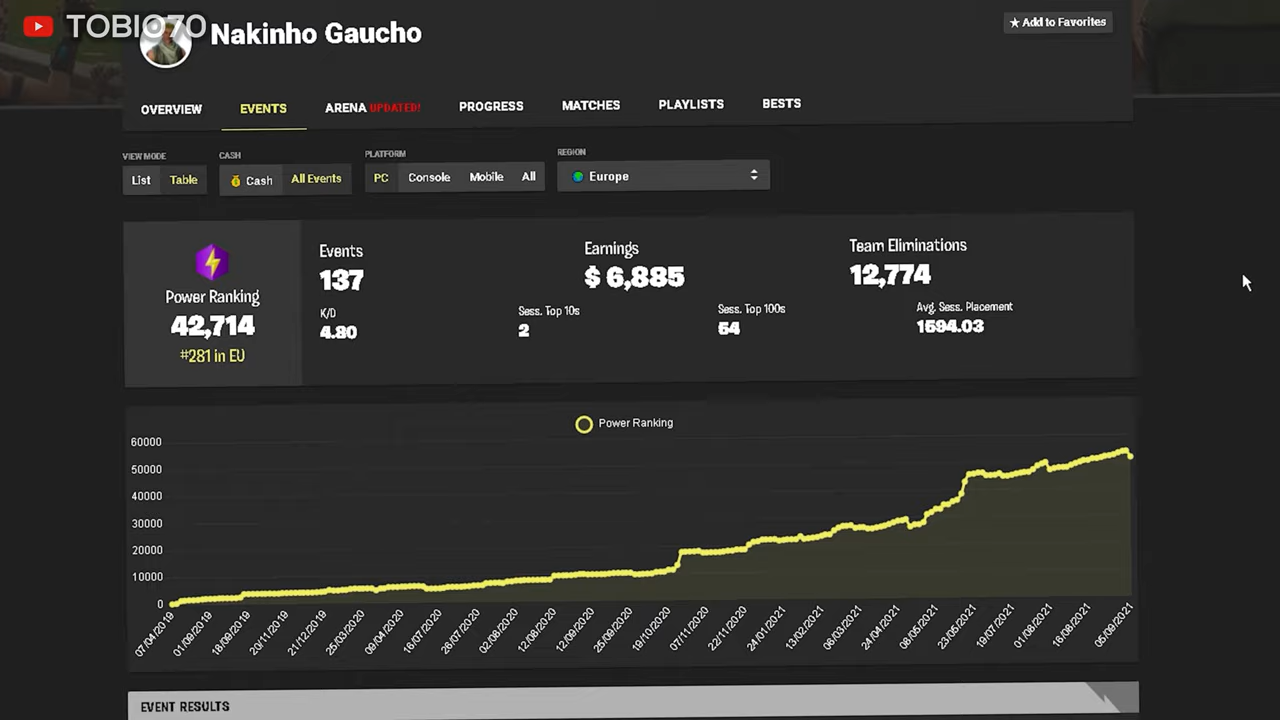 TOBIO70
Nakinho Gaucho
★ Add to Favorites
OVERVIEW EVENTS ARENA UPDATED! PROGRESS MATCHES PLAYLISTS BESTS
VIEW MODE CASH PLATFORM REGION
List Table Cash All Events PC Console Mobile All Europe
Power Ranking
42,714
#281 in EU
Events
137
Earnings
$ 6,885
Team Eliminations
12,774
K/D
4.80
Sess. Top 10s
2
Sess. Top 100s
54
Avg. Sess. Placement
1594.03
Power Ranking
60000
50000
40000
30000
20000
10000
0
07/04/2019 01/09/2019 18/09/2019 20/11/2019 21/12/2019 25/03/2020 09/04/2020 16/07/2020 26/07/2020 02/08/2020 12/08/2020 12/09/2020 25/09/2020 19/10/2020 07/11/2020 22/11/2020 24/01/2021 13/02/2021 08/03/2021 24/04/2021 08/05/2021 23/05/2021 19/07/2021 01/08/2021 16/08/2021 05/09/2021
EVENT RESULTS